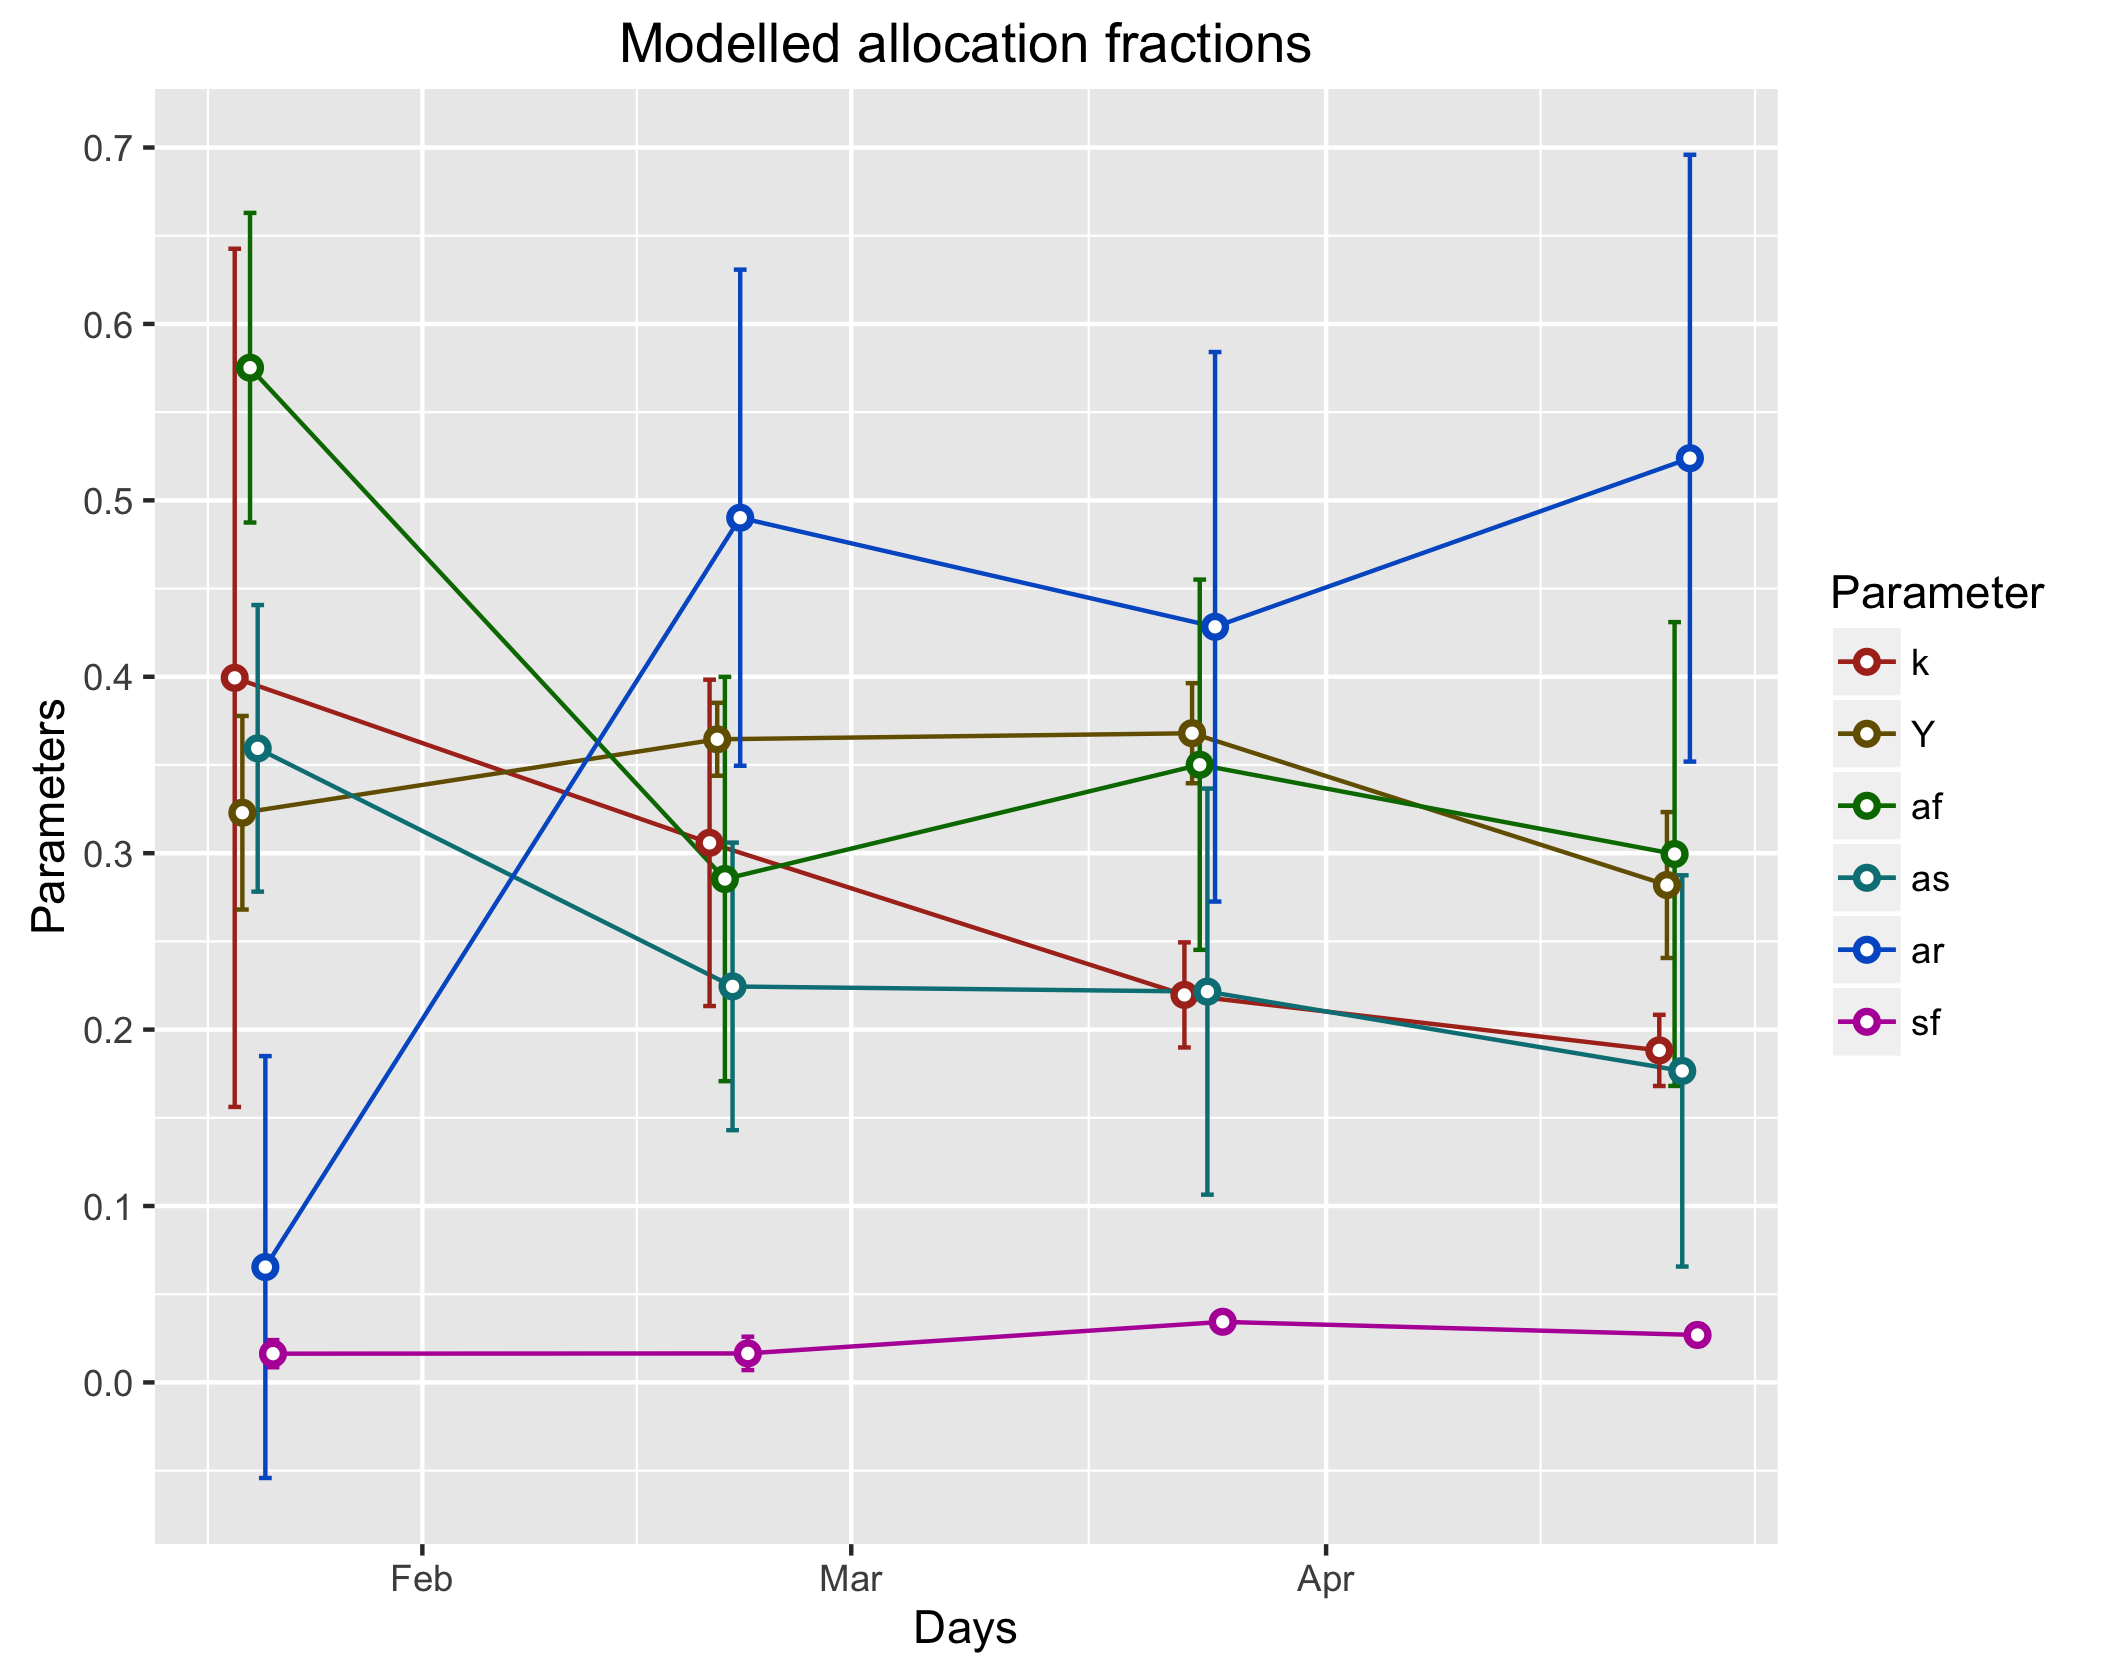 Modelled allocation fractions
0.7
0.6
0.5
0.4
0.3
0.2
0.1
0.0
Parameters
Feb Mar Apr
Days
Parameter
k
Y
af
as
ar
sf